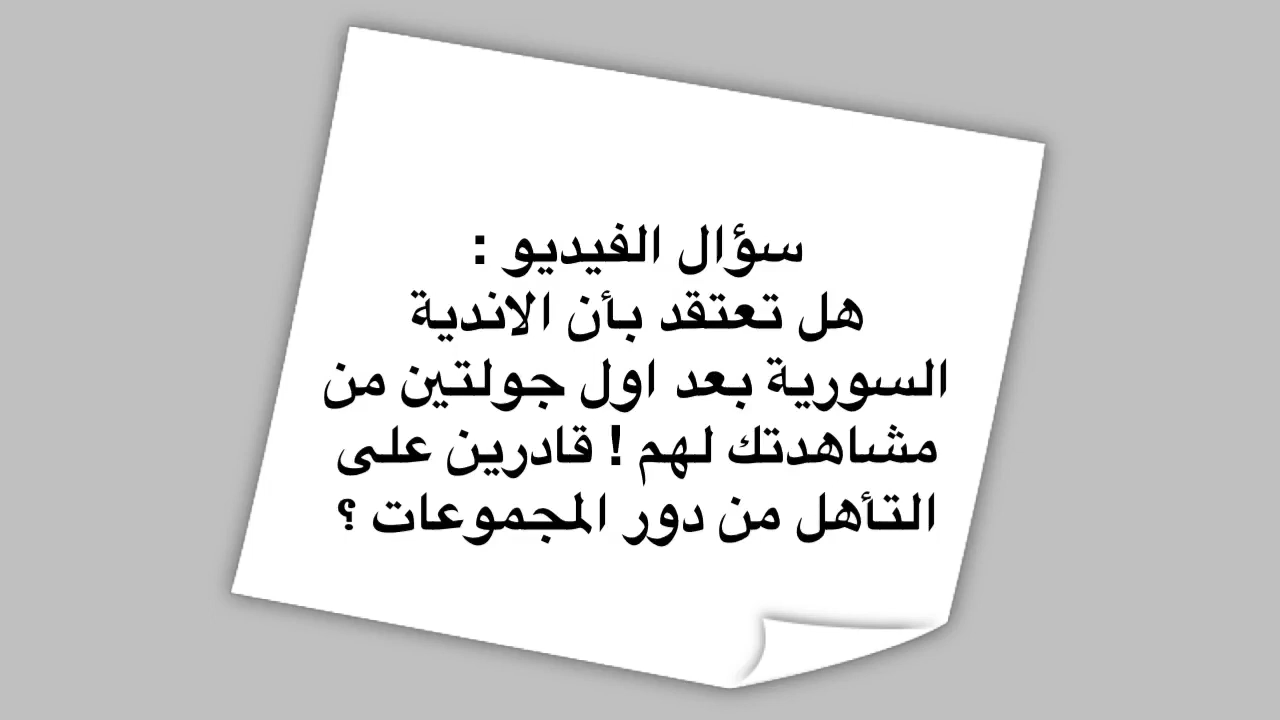 سؤال الفيديو :
هل تعتقد بأن الاندية
السورية بعد اول جولتين من
مشاهدتك لهم ! قادرين على
التأهل من دور المجموعات ؟